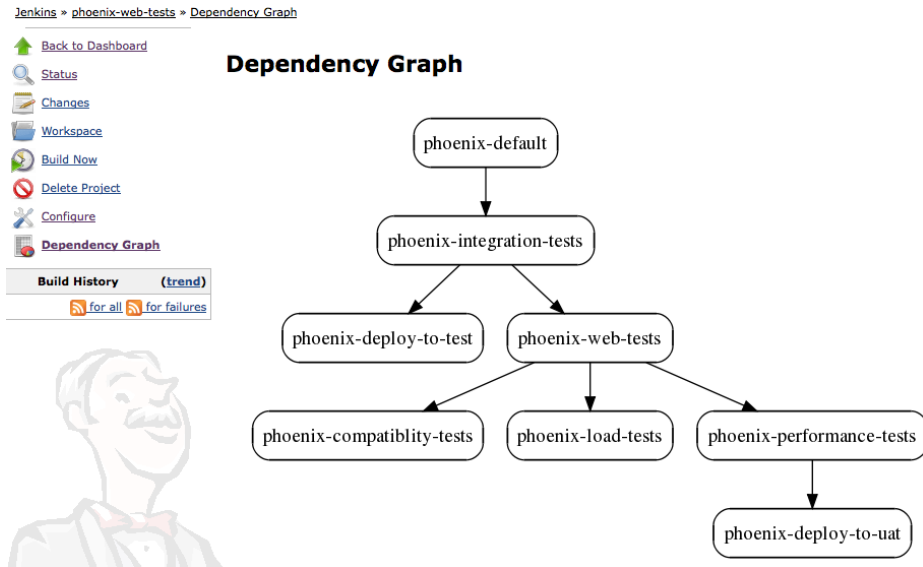 Jenkins » phoenix-web-tests » Dependency Graph
Back to Dashboard
Status
Changes
Workspace
Build Now
Delete Project
Configure
Dependency Graph
Build History (trend)
for all for failures
Dependency Graph
phoenix-default
phoenix-integration-tests
phoenix-deploy-to-test phoenix-web-tests
phoenix-compatiblity-tests phoenix-load-tests phoenix-performance-tests
phoenix-deploy-to-uat